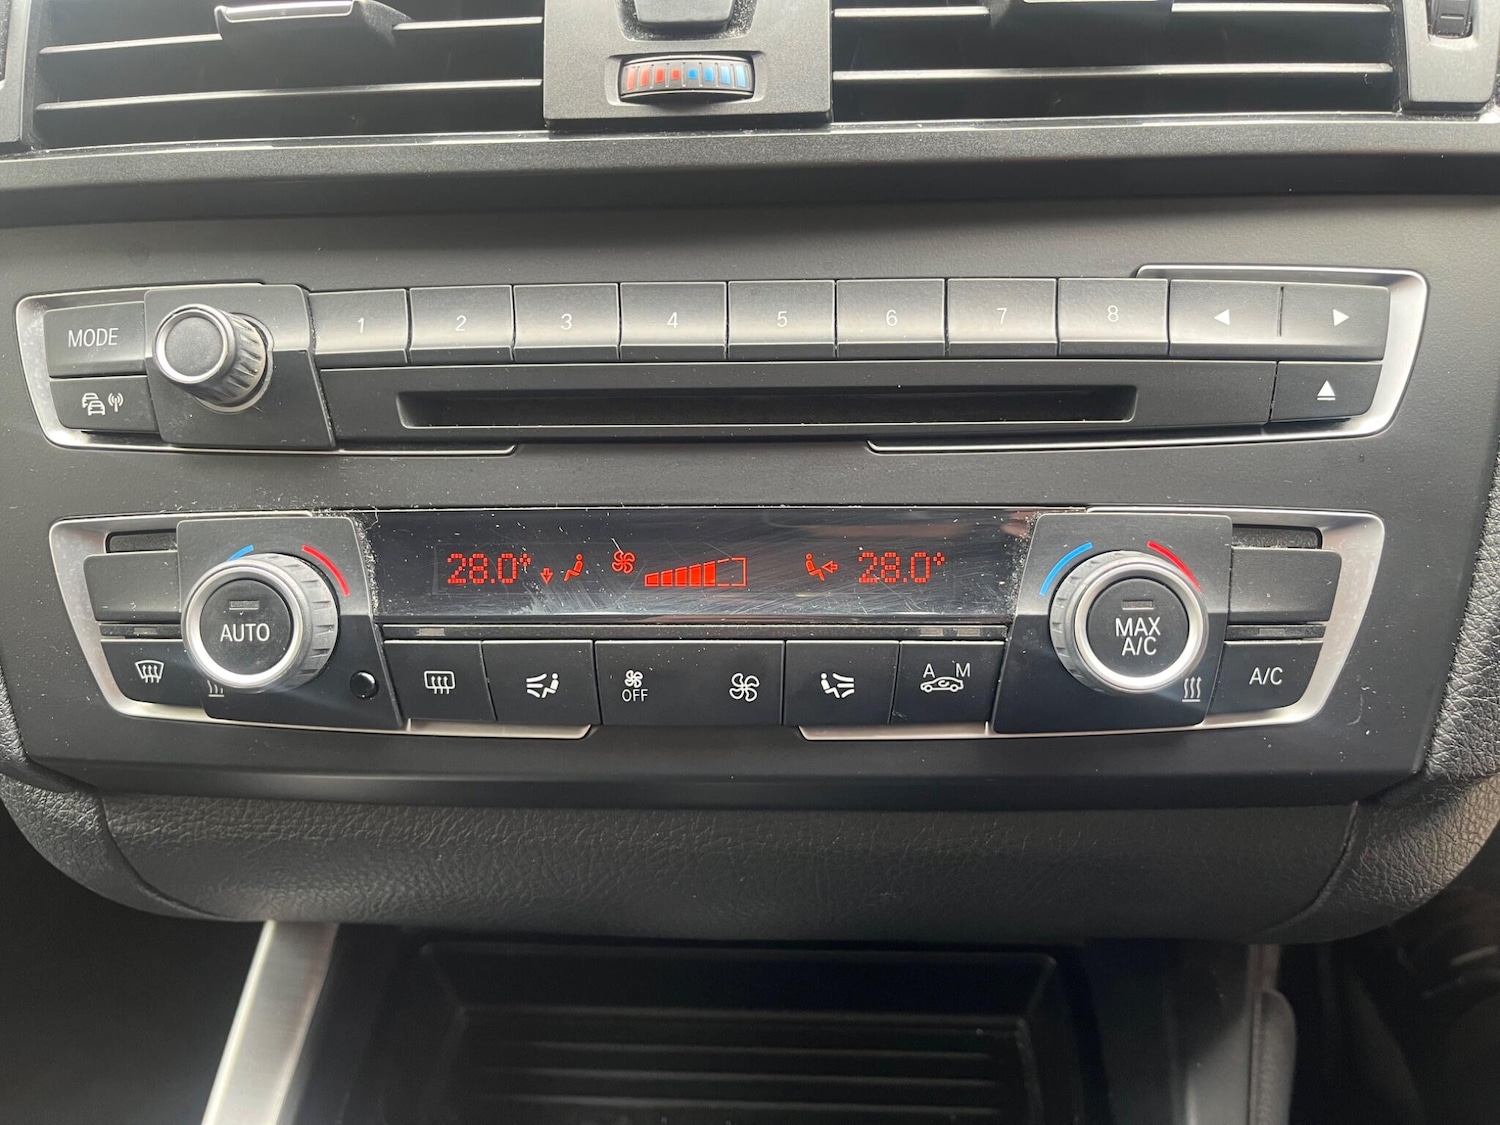 MODE
1 2 3 4 5 6 7 8
28.0° 28.0°
AUTO
OFF
A M
MAX
A/C
A/C